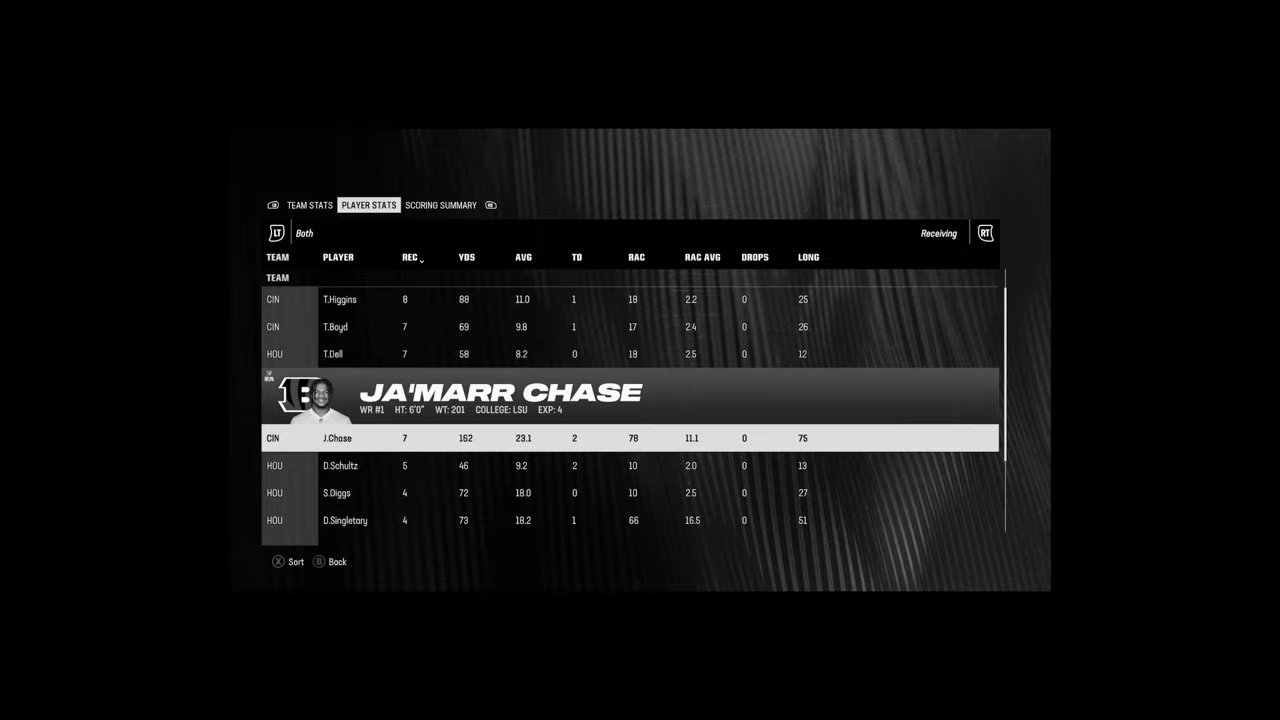 LB TEAM STATS PLAYER STATS SCORING SUMMARY RB
LT Both Receiving RT
TEAM PLAYER REC YDS AVG TD RAC RAC AVG DROPS LONG
TEAM
CIN T.Higgins 8 88 11.0 1 18 2.2 0 25
CIN T.Boyd 7 69 9.8 1 17 2.4 0 26
HOU T.Dell 7 58 8.2 0 18 2.5 0 12
JA'MARR CHASE
WR #1 HT: 6'0" WT: 201 COLLEGE: LSU EXP: 4
CIN J.Chase 7 162 23.1 2 78 11.1 0 75
HOU D.Schultz 5 46 9.2 2 10 2.0 0 13
HOU S.Diggs 4 72 18.0 0 10 2.5 0 27
HOU D.Singletary 4 73 18.2 1 66 16.5 0 51
X Sort B Back